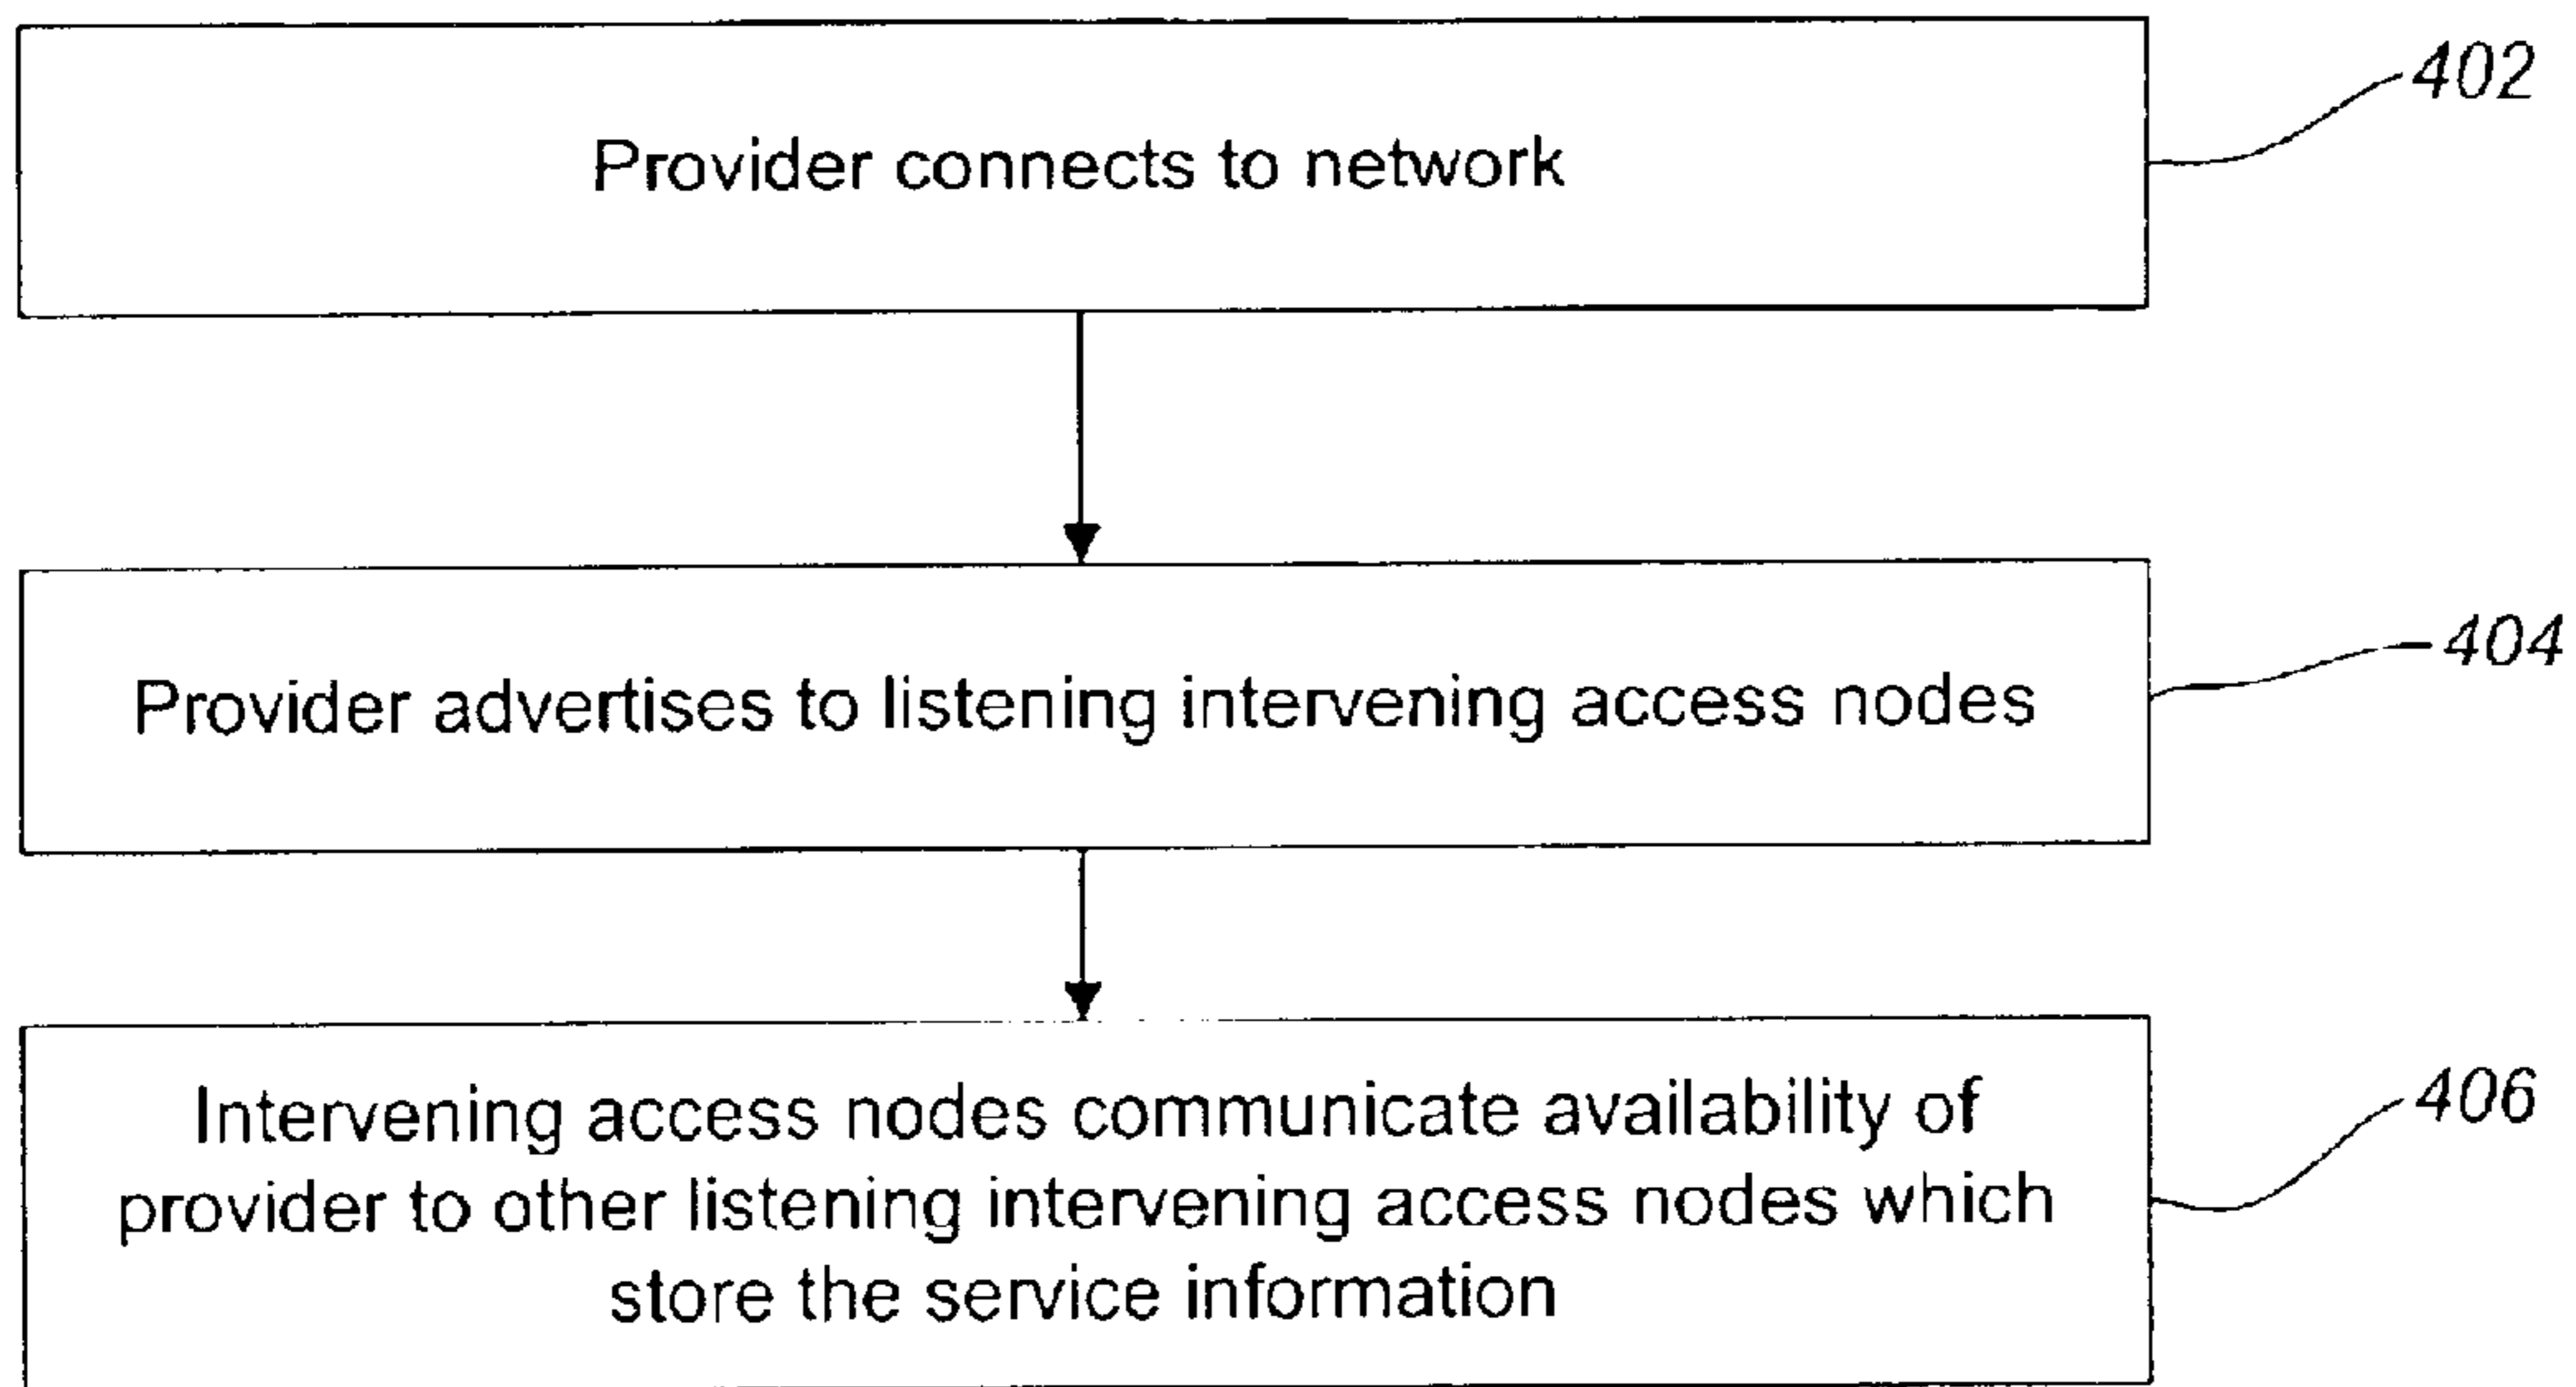 Provider connects to network
402
Provider advertises to listening intervening access nodes
404
Intervening access nodes communicate availability of
provider to other listening intervening access nodes which
store the service information
406